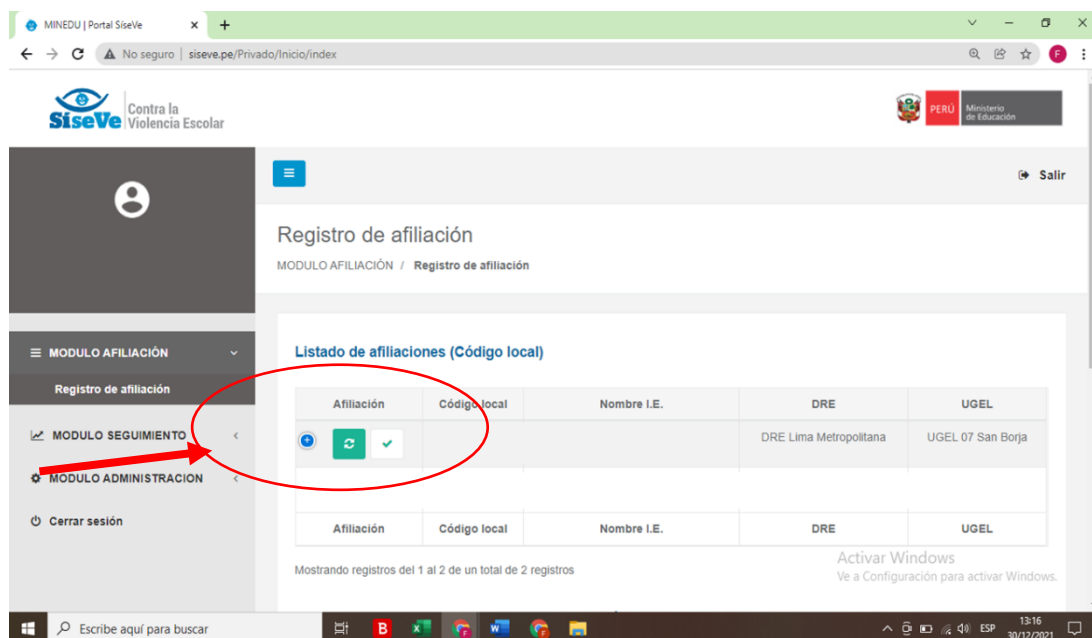 MINEDU | Portal SíseVe
No seguro | siseve.pe/Privado/Inicio/index
F
SíseVe
Contra la
Violencia Escolar
PERÚ
Ministerio
de Educación
Salir
Registro de afiliación
MODULO AFILIACIÓN / Registro de afiliación
MODULO AFILIACIÓN
Registro de afiliación
MODULO SEGUIMIENTO
MODULO ADMINISTRACION
Cerrar sesión
Listado de afiliaciones (Código local)
Afiliación Código local Nombre I.E. DRE UGEL
DRE Lima Metropolitana UGEL 07 San Borja
Afiliación Código local Nombre I.E. DRE UGEL
Mostrando registros del 1 al 2 de un total de 2 registros
Activar Windows
Ve a Configuración para activar Windows.
Escribe aquí para buscar
B
ESP
13:16
30/12/2021